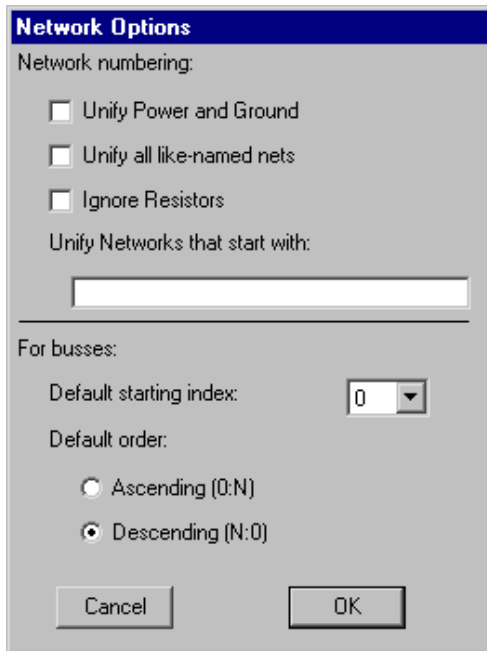 Network Options
Network numbering:
Unify Power and Ground
Unify all like-named nets
Ignore Resistors
Unify Networks that start with:
For busses:
Default starting index: 0
Default order:
Ascending (0:N)
Descending (N:0)
Cancel OK